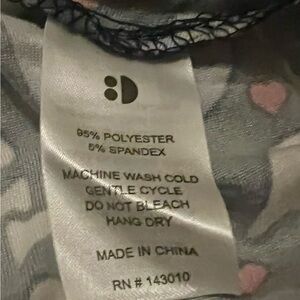 95% POLYESTER
5% SPANDEX
MACHINE WASH COLD
GENTLE CYCLE
DO NOT BLEACH
HANG DRY
MADE IN CHINA
RN # 143010